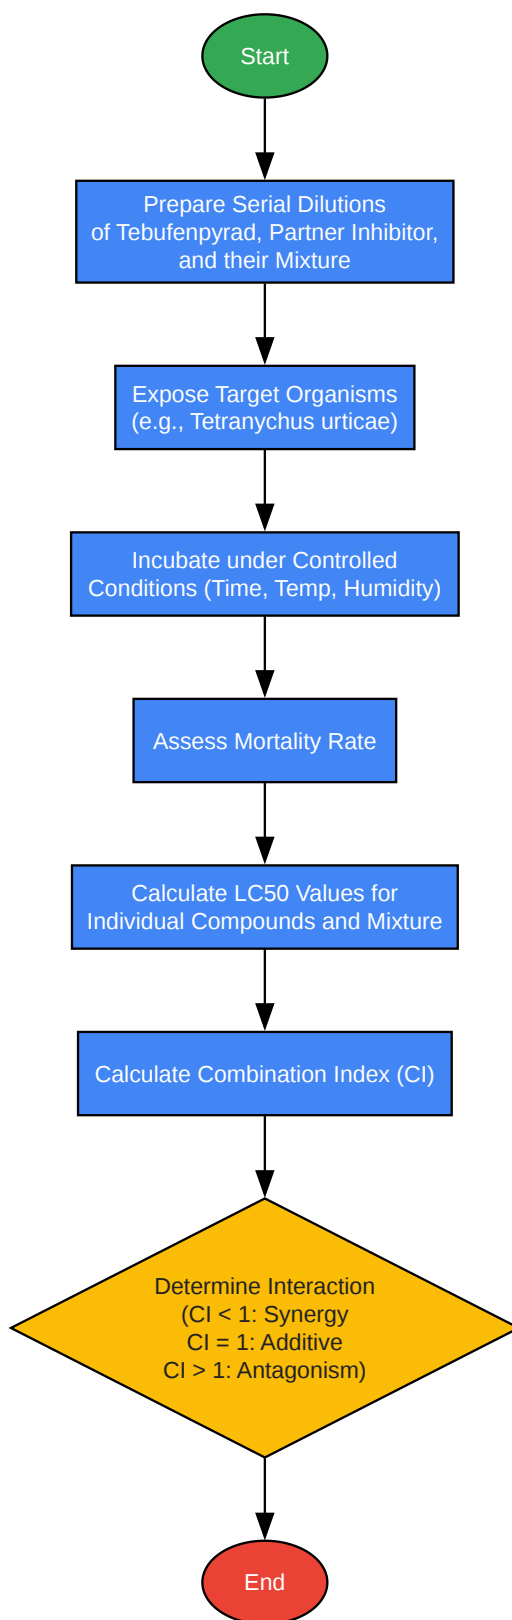 Start
Prepare Serial Dilutions
of Tebufenpyrad, Partner Inhibitor,
and their Mixture
Expose Target Organisms
(e.g., Tetranychus urticae)
Incubate under Controlled
Conditions (Time, Temp, Humidity)
Assess Mortality Rate
Calculate LC50 Values for
Individual Compounds and Mixture
Calculate Combination Index (CI)
Determine Interaction
(CI < 1: Synergy
CI = 1: Additive
CI > 1: Antagonism)
End